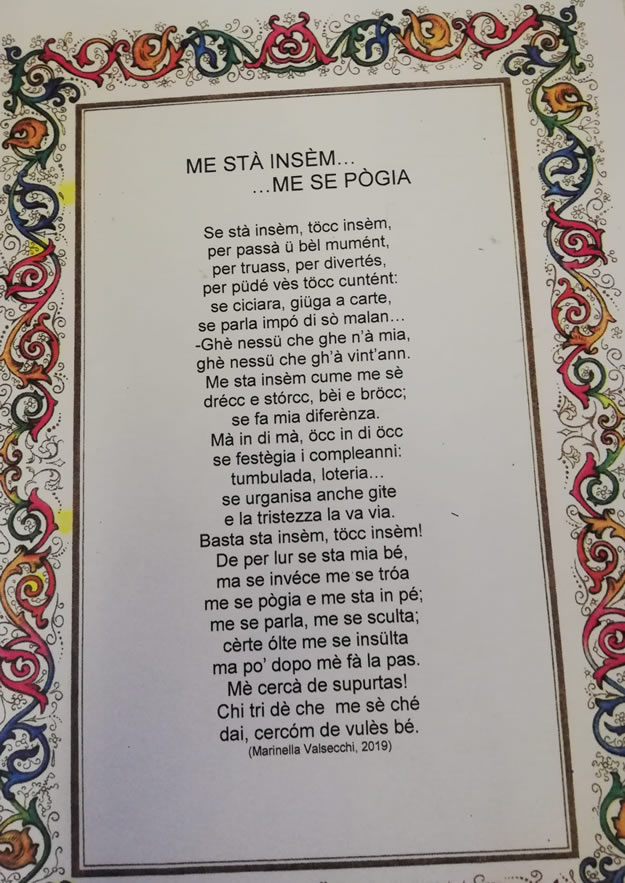 ME STÀ INSÈM...
...ME SE PÒGIA
Se stà insèm, töcc insèm,
per passà ü bèl mumént,
per truass, per divertés,
per püdé vès töcc cuntént:
se ciciara, giüga a carte,
se parla impó di sò malan...
-Ghè nessü che ghe n'à mia,
ghè nessü che gh'à vint'ann.
Me sta insèm cume me sè
drécc e stórcc, bèi e bröcc;
se fa mia diferènza.
Mà in di mà, öcc in di öcc
se festègia i compleanni:
tumbulada, loteria...
se urganisa anche gite
e la tristezza la va via.
Basta sta insèm, töcc insèm!
De per lur se sta mia bé,
ma se invéce me se tróa
me se pògia e me sta in pé;
me se parla, me se sculta;
cèrte ólte me se insülta
ma po' dopo mè fà la pas.
Mè cercà de supurtas!
Chi tri dè che me sè ché
dai, cercóm de vulès bé.
(Marinella Valsecchi, 2019)